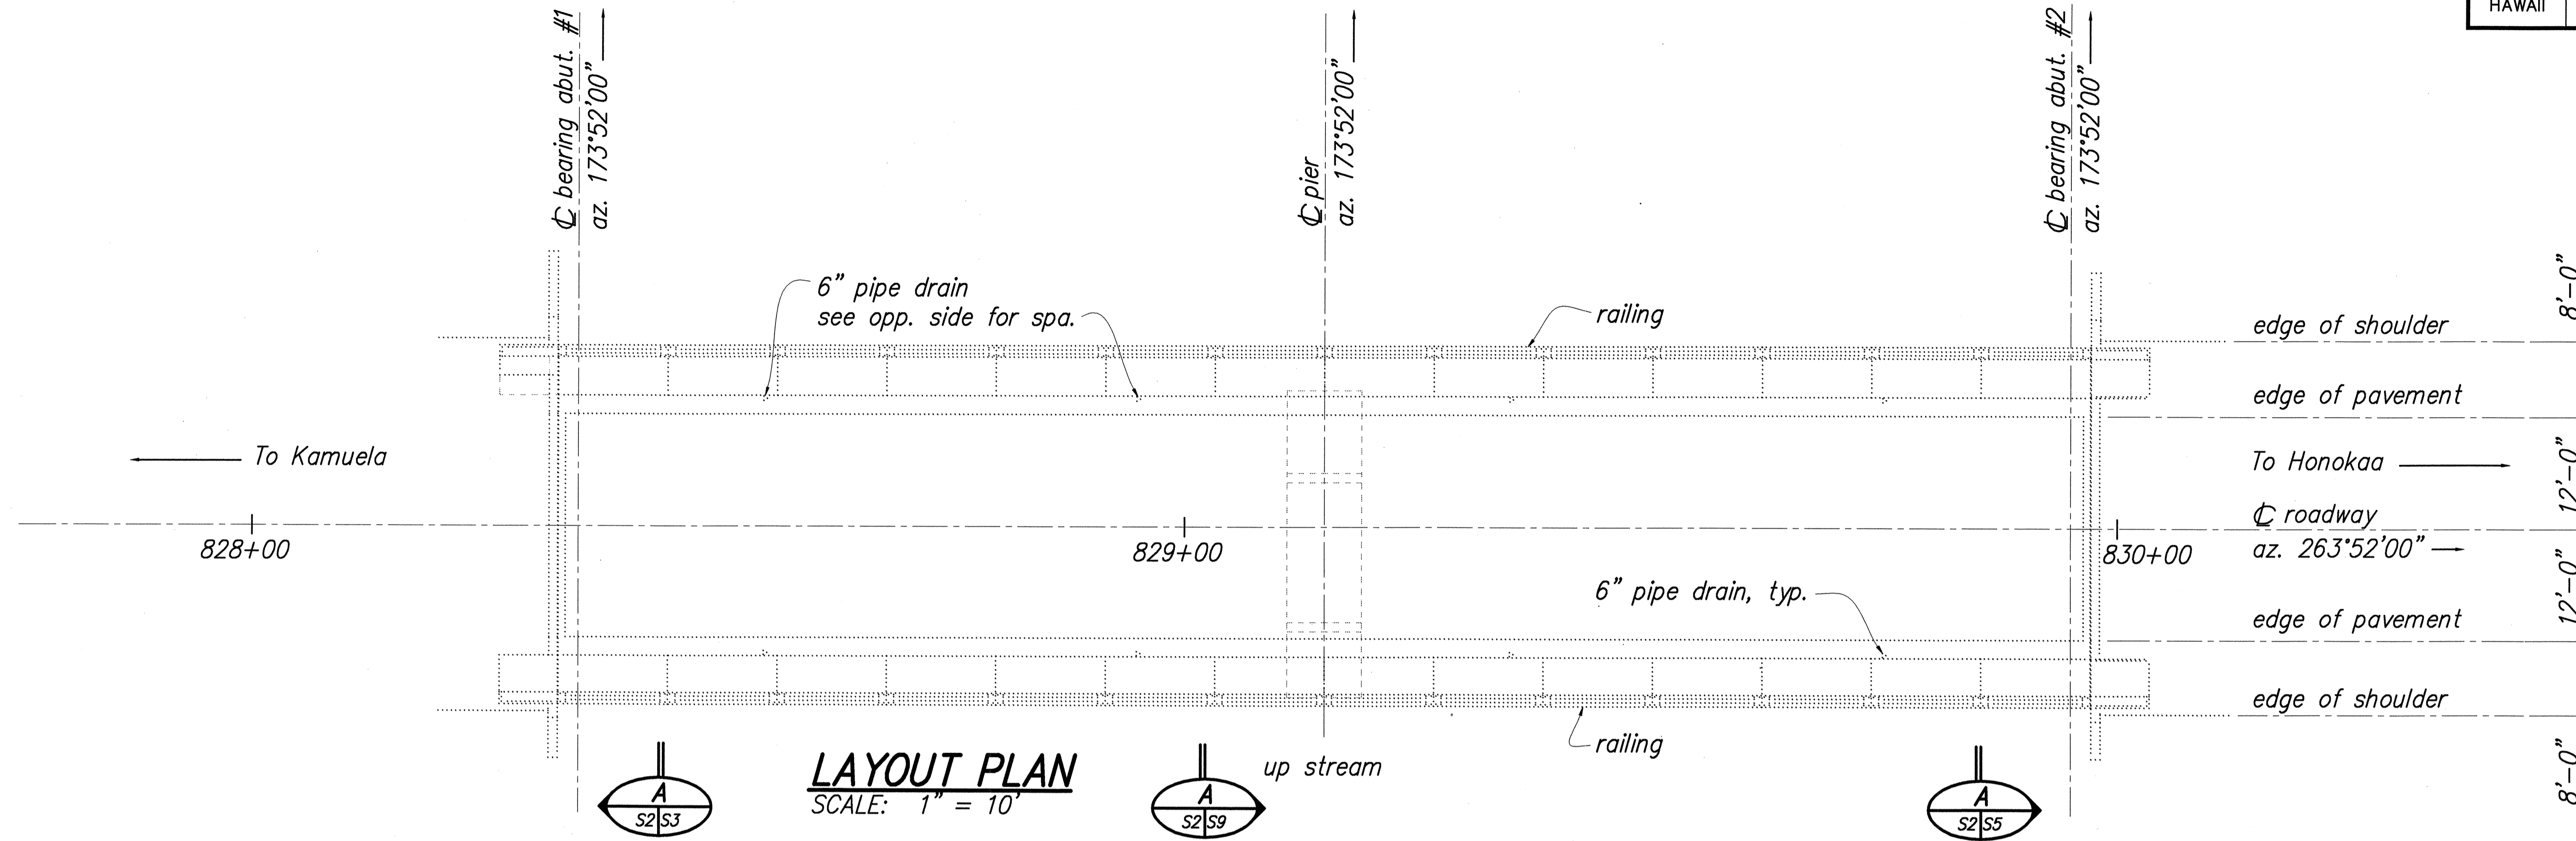 HAWAII
℄ bearing abut. #1
az. 173°52'00"
℄ pier
az. 173°52'00"
℄ bearing abut. #2
az. 173°52'00"
6" pipe drain
see opp. side for spa.
railing
edge of shoulder
8'-0"
edge of pavement
To Kamuela
To Honokaa
12'-0"
℄ roadway
828+00
829+00
830+00
az. 263°52'00"
12'-0"
6" pipe drain, typ.
edge of pavement
edge of shoulder
8'-0"
railing
up stream
LAYOUT PLAN
SCALE: 1" = 10'
A
S2 S3
A
S2 S9
A
S2 S5